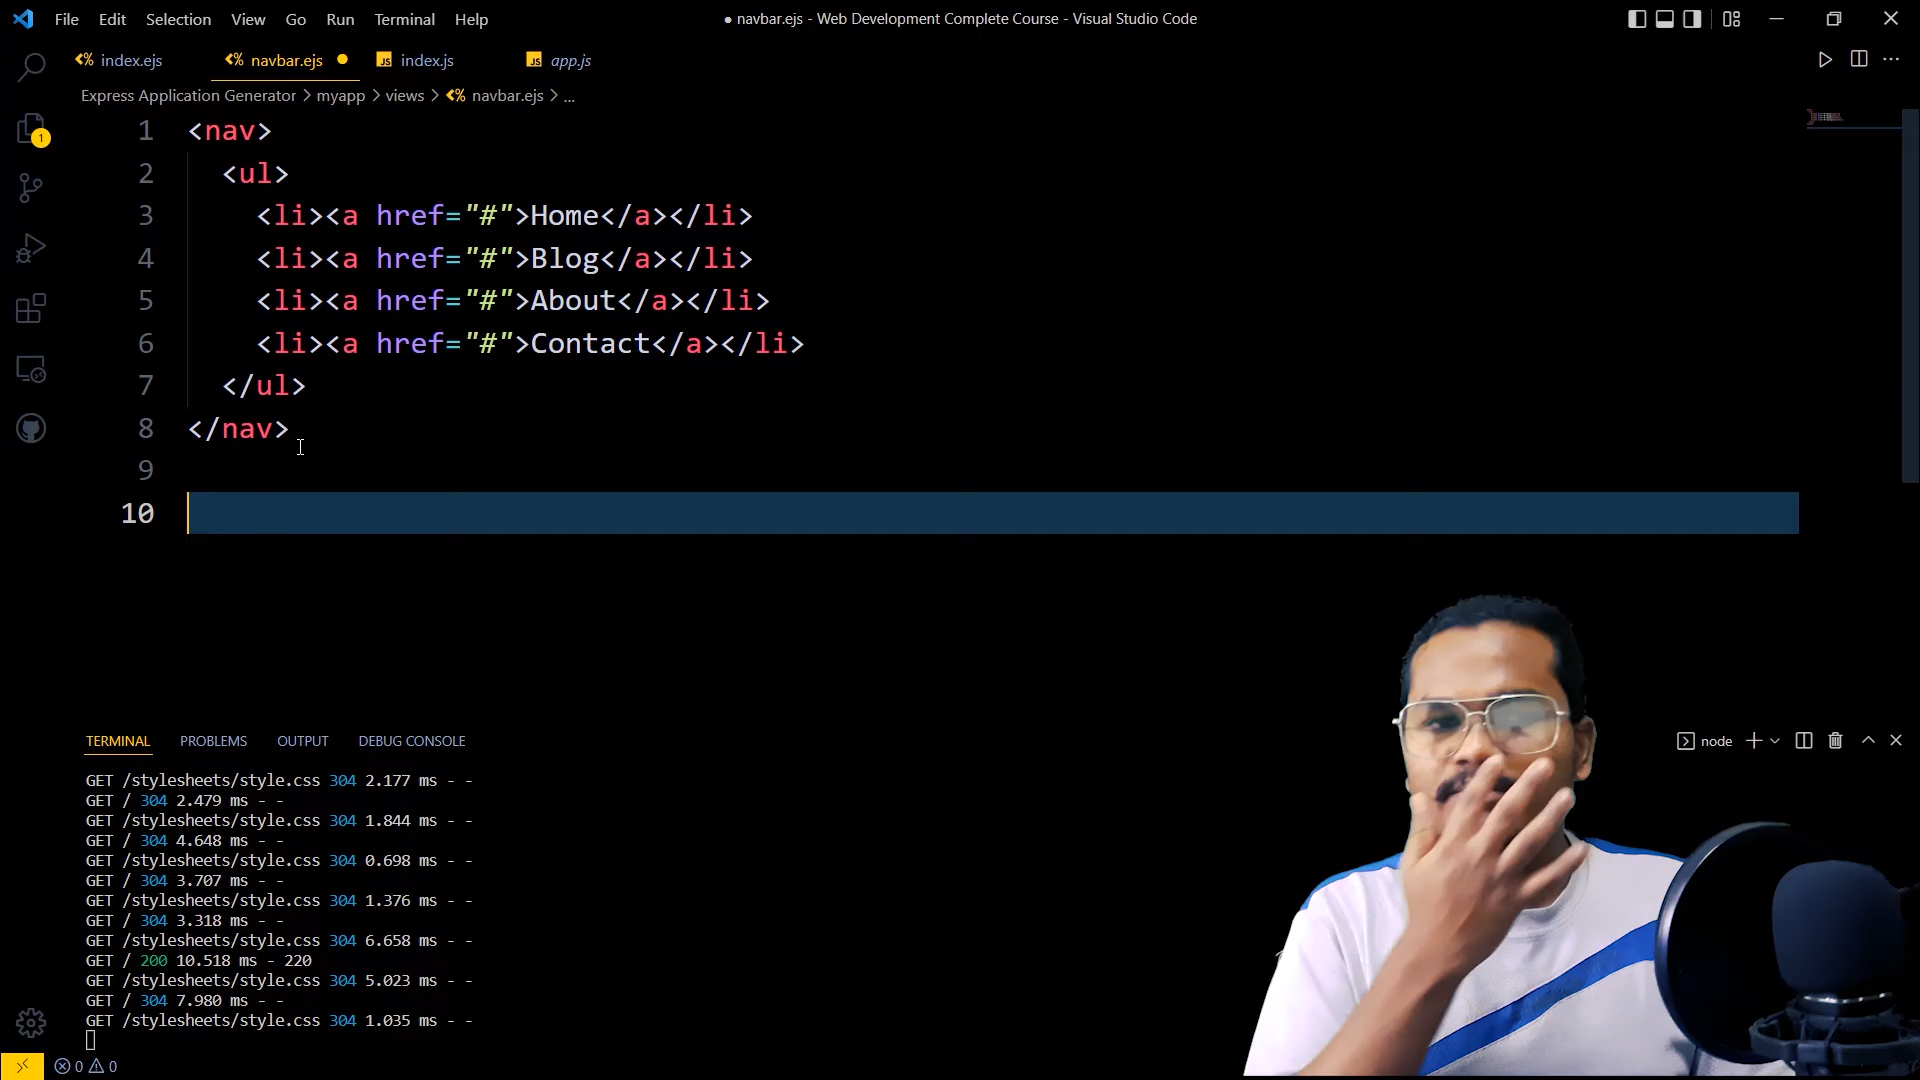 File Edit Selection View Go Run Terminal Help
● navbar.ejs - Web Development Complete Course - Visual Studio Code
index.ejs navbar.ejs JS index.js JS app.js
Express Application Generator > myapp > views > navbar.ejs > ...
1 <nav>
2 <ul>
3 <li><a href="#">Home</a></li>
4 <li><a href="#">Blog</a></li>
5 <li><a href="#">About</a></li>
6 <li><a href="#">Contact</a></li>
7 </ul>
8 </nav>
9
10
1
TERMINAL PROBLEMS OUTPUT DEBUG CONSOLE
node
GET /stylesheets/style.css 304 2.177 ms - -
GET / 304 2.479 ms - -
GET /stylesheets/style.css 304 1.844 ms - -
GET / 304 4.648 ms - -
GET /stylesheets/style.css 304 0.698 ms - -
GET / 304 3.707 ms - -
GET /stylesheets/style.css 304 1.376 ms - -
GET / 304 3.318 ms - -
GET /stylesheets/style.css 304 6.658 ms - -
GET / 200 10.518 ms - 220
GET /stylesheets/style.css 304 5.023 ms - -
GET / 304 7.980 ms - -
GET /stylesheets/style.css 304 1.035 ms - -
0 0